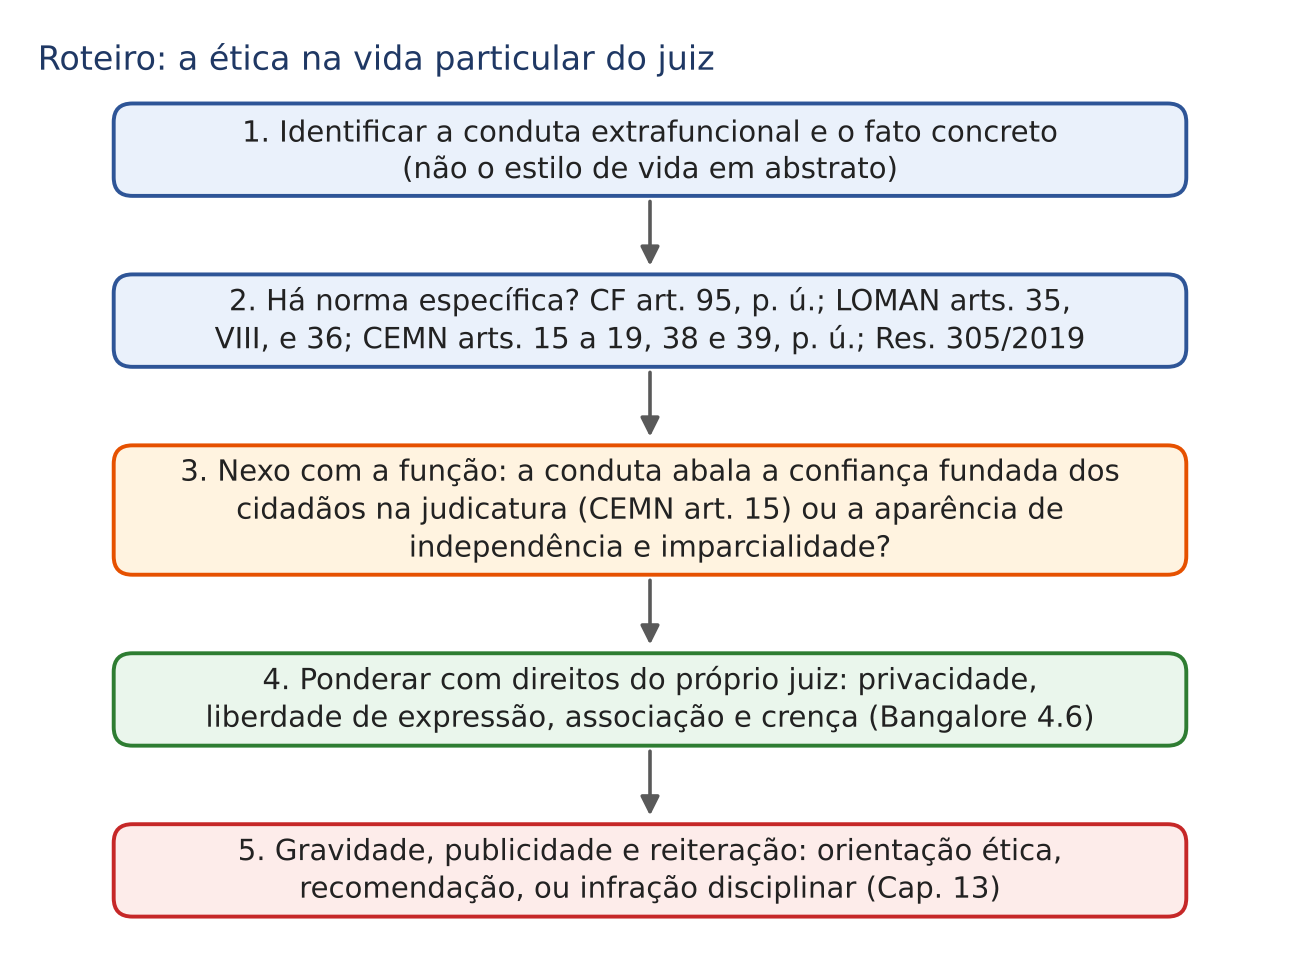 Roteiro: a ética na vida particular do juiz
1. Identificar a conduta extrafuncional e o fato concreto
(não o estilo de vida em abstrato)
2. Há norma específica? CF art. 95, p. ú.; LOMAN arts. 35,
VIII, e 36; CEMN arts. 15 a 19, 38 e 39, p. ú.; Res. 305/2019
3. Nexo com a função: a conduta abala a confiança fundada dos
cidadãos na judicatura (CEMN art. 15) ou a aparência de
independência e imparcialidade?
4. Ponderar com direitos do próprio juiz: privacidade,
liberdade de expressão, associação e crença (Bangalore 4.6)
5. Gravidade, publicidade e reiteração: orientação ética,
recomendação, ou infração disciplinar (Cap. 13)